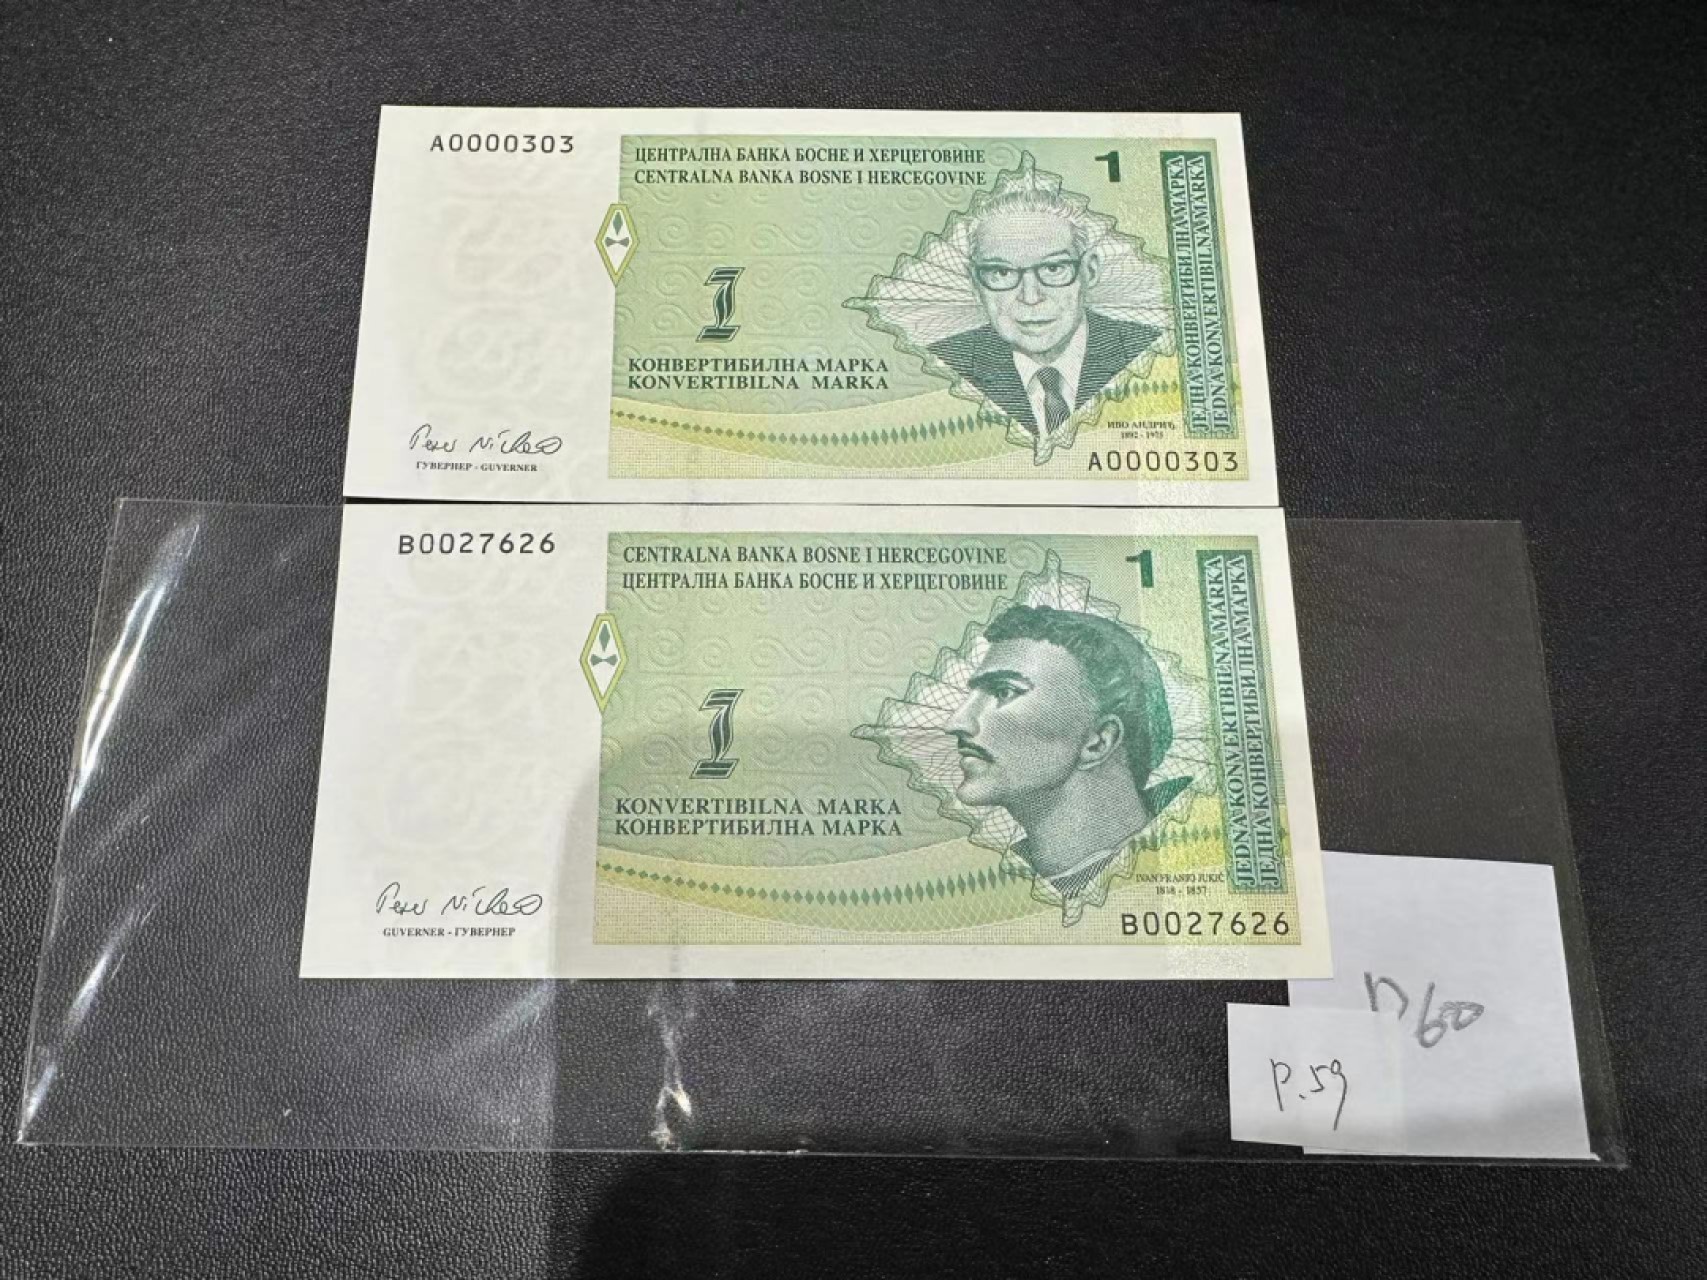 A0000303
ЦЕНТРАЛНА БАНКА БОСНЕ И ХЕРЦЕГОВИНЕ
CENTRALNA BANKA BOSNE I HERCEGOVINE
1
1
КОНВЕРТИБИЛНА МАРКА
KONVERTIBILNA MARKA
ЈЕДНА КОНВЕРТИБИЛНА МАРКА
JEDNA KONVERTIBILNA MARKA
ИВО АНДРИЋ
1892 - 1975
ГУВЕРНЕР - GUVERNER
A0000303
B0027626
CENTRALNA BANKA BOSNE I HERCEGOVINE
ЦЕНТРАЛНА БАНКА БОСНЕ И ХЕРЦЕГОВИНЕ
1
1
KONVERTIBILNA MARKA
КОНВЕРТИБИЛНА МАРКА
JEDNA KONVERTIBILNA MARKA
ЈЕДНА КОНВЕРТИБИЛНА МАРКА
IVAN FRANJO JUKIĆ
1818 - 1857
GUVERNER - ГУВЕРНЕР
B0027626
P.59